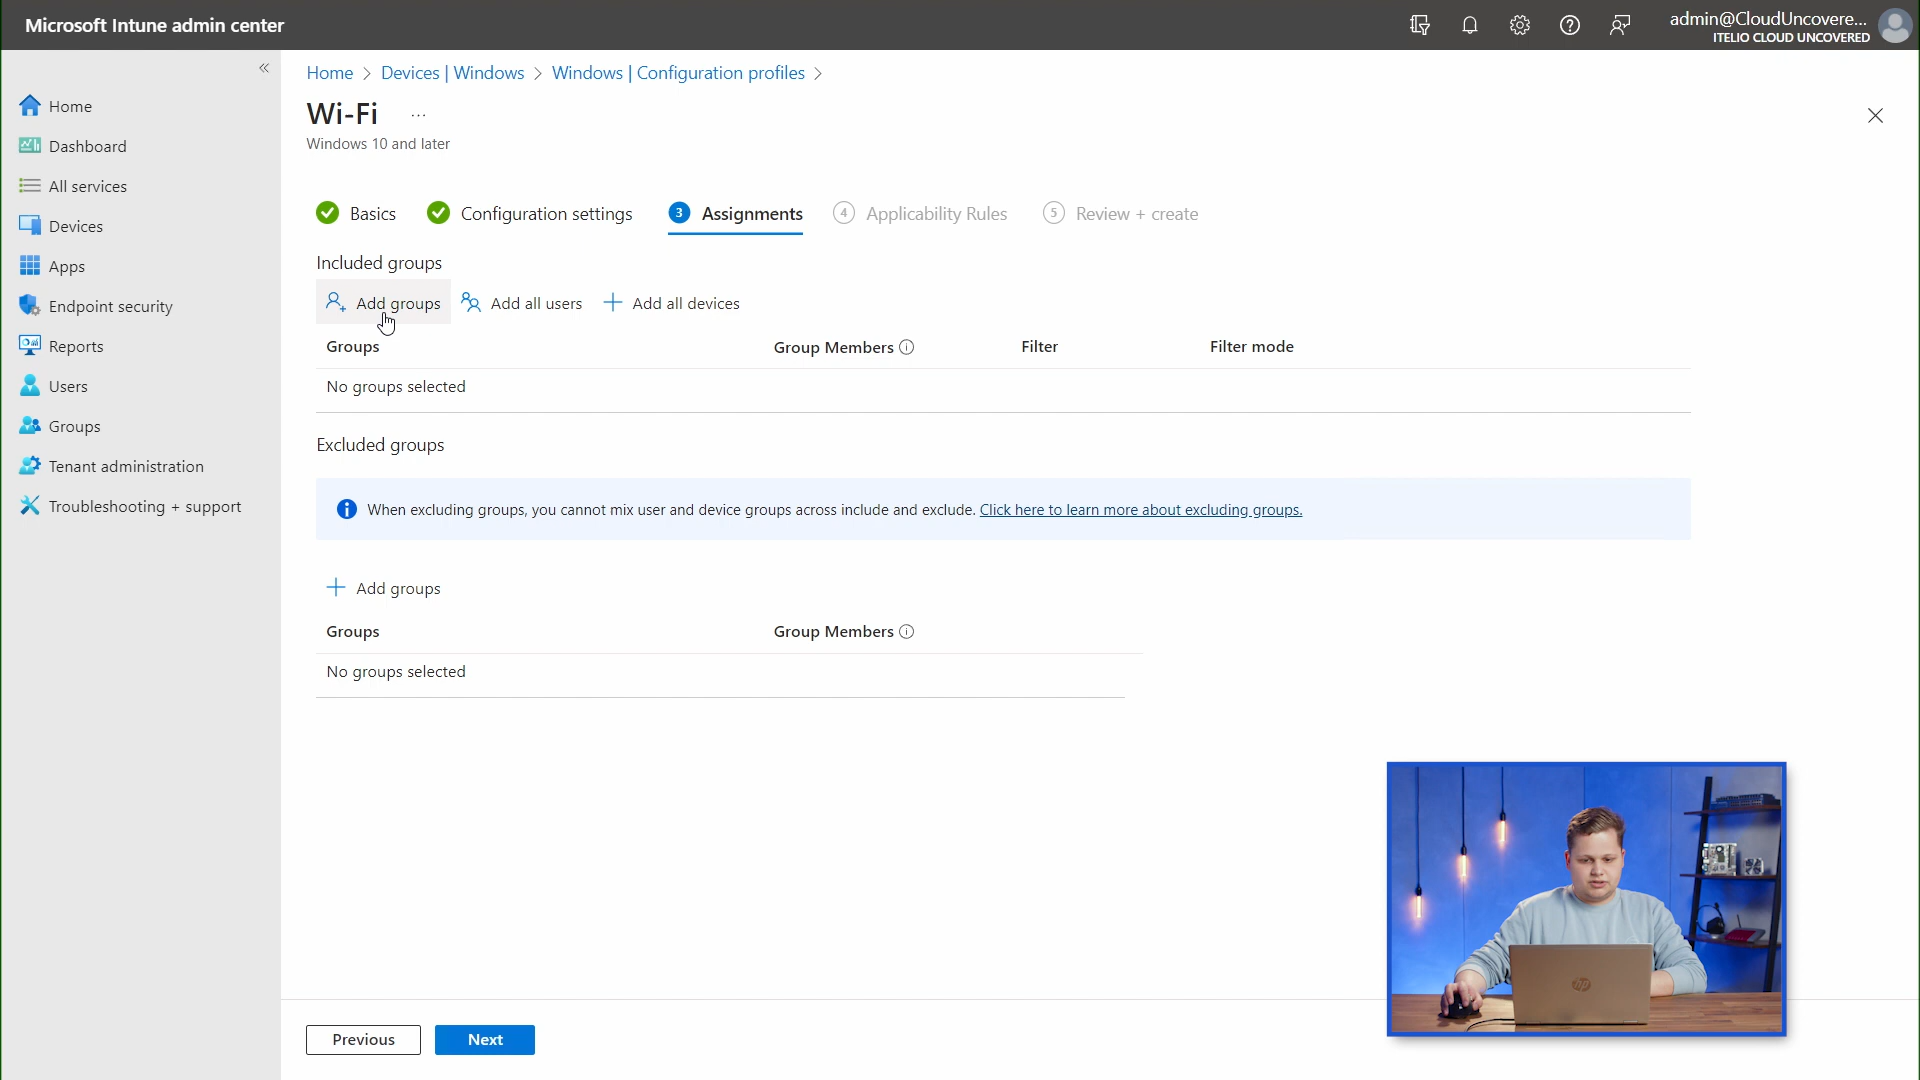 Microsoft Intune admin center
admin@CloudUncovere...
ITELIO CLOUD UNCOVERED
Home
Dashboard
All services
Devices
Apps
Endpoint security
Reports
Users
Groups
Tenant administration
Troubleshooting + support
Home > Devices | Windows > Windows | Configuration profiles >
Wi-Fi ...
Windows 10 and later
Basics
Configuration settings
3 Assignments
4 Applicability Rules
5 Review + create
Included groups
Add groups
Add all users
Add all devices
Groups Group Members Filter Filter mode
No groups selected
Excluded groups
When excluding groups, you cannot mix user and device groups across include and exclude. Click here to learn more about excluding groups.
Add groups
Groups Group Members
No groups selected
Previous
Next
hp